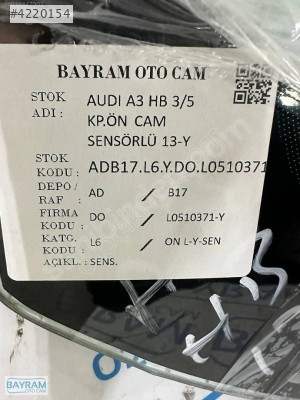 #4220154
BAYRAM OTO CAM
STOK ADI : AUDI A3 HB 3/5 KP.ÖN CAM SENSÖRLÜ 13-Y
STOK KODU : ADB17.L6.Y.DO.L0510371
DEPO / RAF : AD / B17
FIRMA KODU : DO / L0510371-Y
KATG. KODU : L6 / ON L-Y-SEN
AÇIKL.: SENS.
BAYRAM
OTO CAM